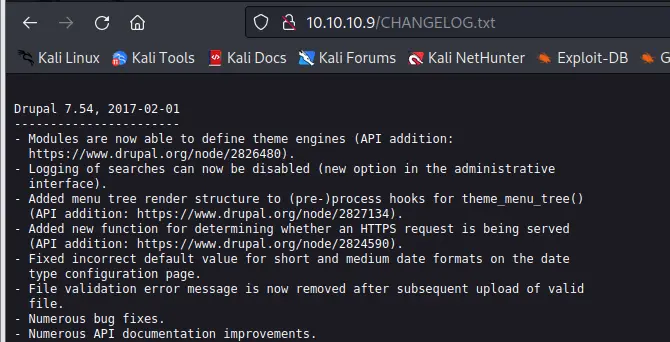 10.10.10.9/CHANGELOG.txt
Kali Linux Kali Tools Kali Docs Kali Forums Kali NetHunter Exploit-DB G
Drupal 7.54, 2017-02-01
-----------------------
- Modules are now able to define theme engines (API addition:
https://www.drupal.org/node/2826480).
- Logging of searches can now be disabled (new option in the administrative
interface).
- Added menu tree render structure to (pre-)process hooks for theme_menu_tree()
(API addition: https://www.drupal.org/node/2827134).
- Added new function for determining whether an HTTPS request is being served
(API addition: https://www.drupal.org/node/2824590).
- Fixed incorrect default value for short and medium date formats on the date
type configuration page.
- File validation error message is now removed after subsequent upload of valid
file.
- Numerous bug fixes.
- Numerous API documentation improvements.